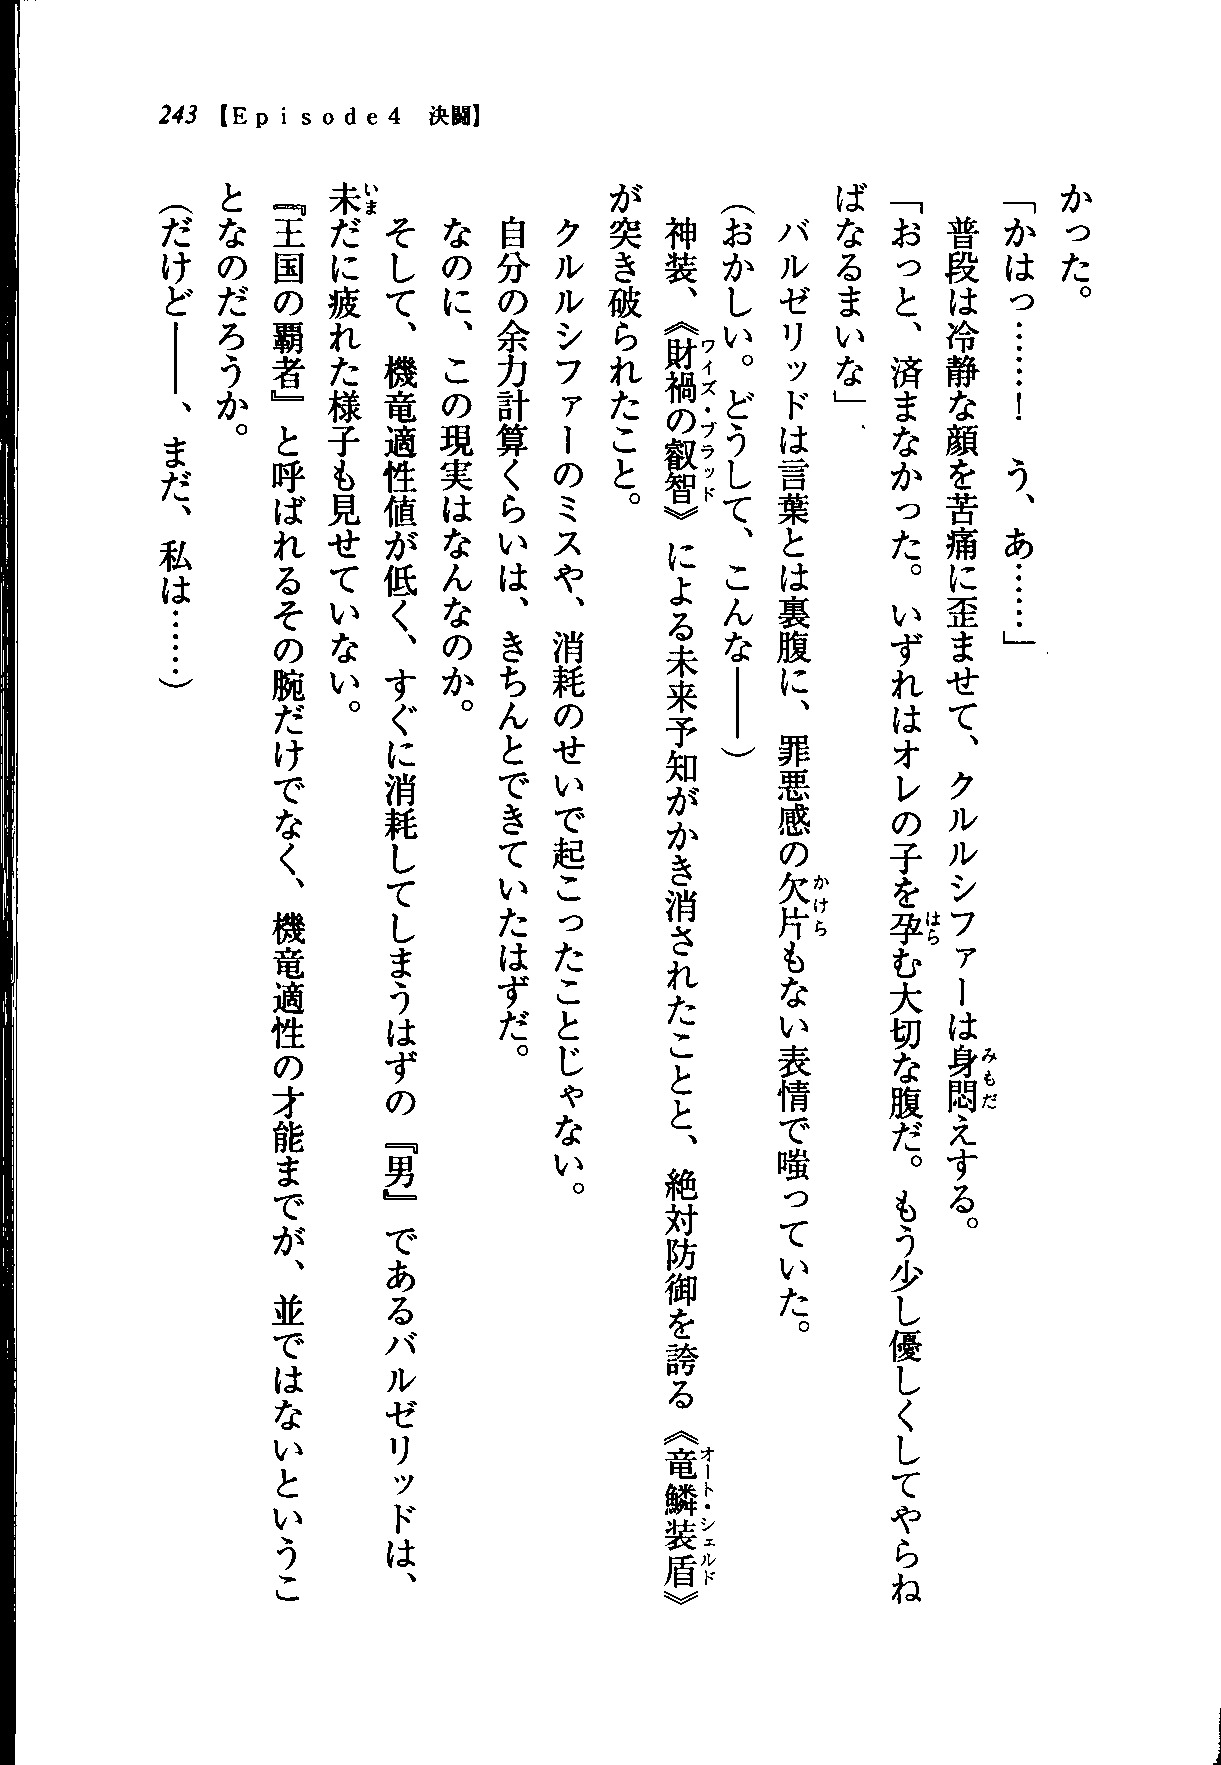 243 【Episode4　決闘】
かった。
「かはっ……！　う、あ……」
　普段は冷静な顔を苦痛に歪ませて、クルルシファーは身悶えする。
「おっと、済まなかった。いずれはオレの子を孕む大切な腹だ。もう少し優しくしてやらね
ばなるまいな」
　バルゼリッドは言葉とは裏腹に、罪悪感の欠片もない表情で嗤っていた。
（おかしい。どうして、こんな――）
　神装、《財禍の叡智》による未来予知がかき消されたことと、絶対防御を誇る《竜鱗装盾》
が突き破られたこと。
　クルルシファーのミスや、消耗のせいで起こったことじゃない。
　自分の余力計算くらいは、きちんとできていたはずだ。
　なのに、この現実はなんなのか。
　そして、機竜適性値が低く、すぐに消耗してしまうはずの『男』であるバルゼリッドは、
未だに疲れた様子も見せていない。
『王国の覇者』と呼ばれるその腕だけでなく、機竜適性の才能までが、並ではないというこ
となのだろうか。
（だけど――、まだ、私は……）